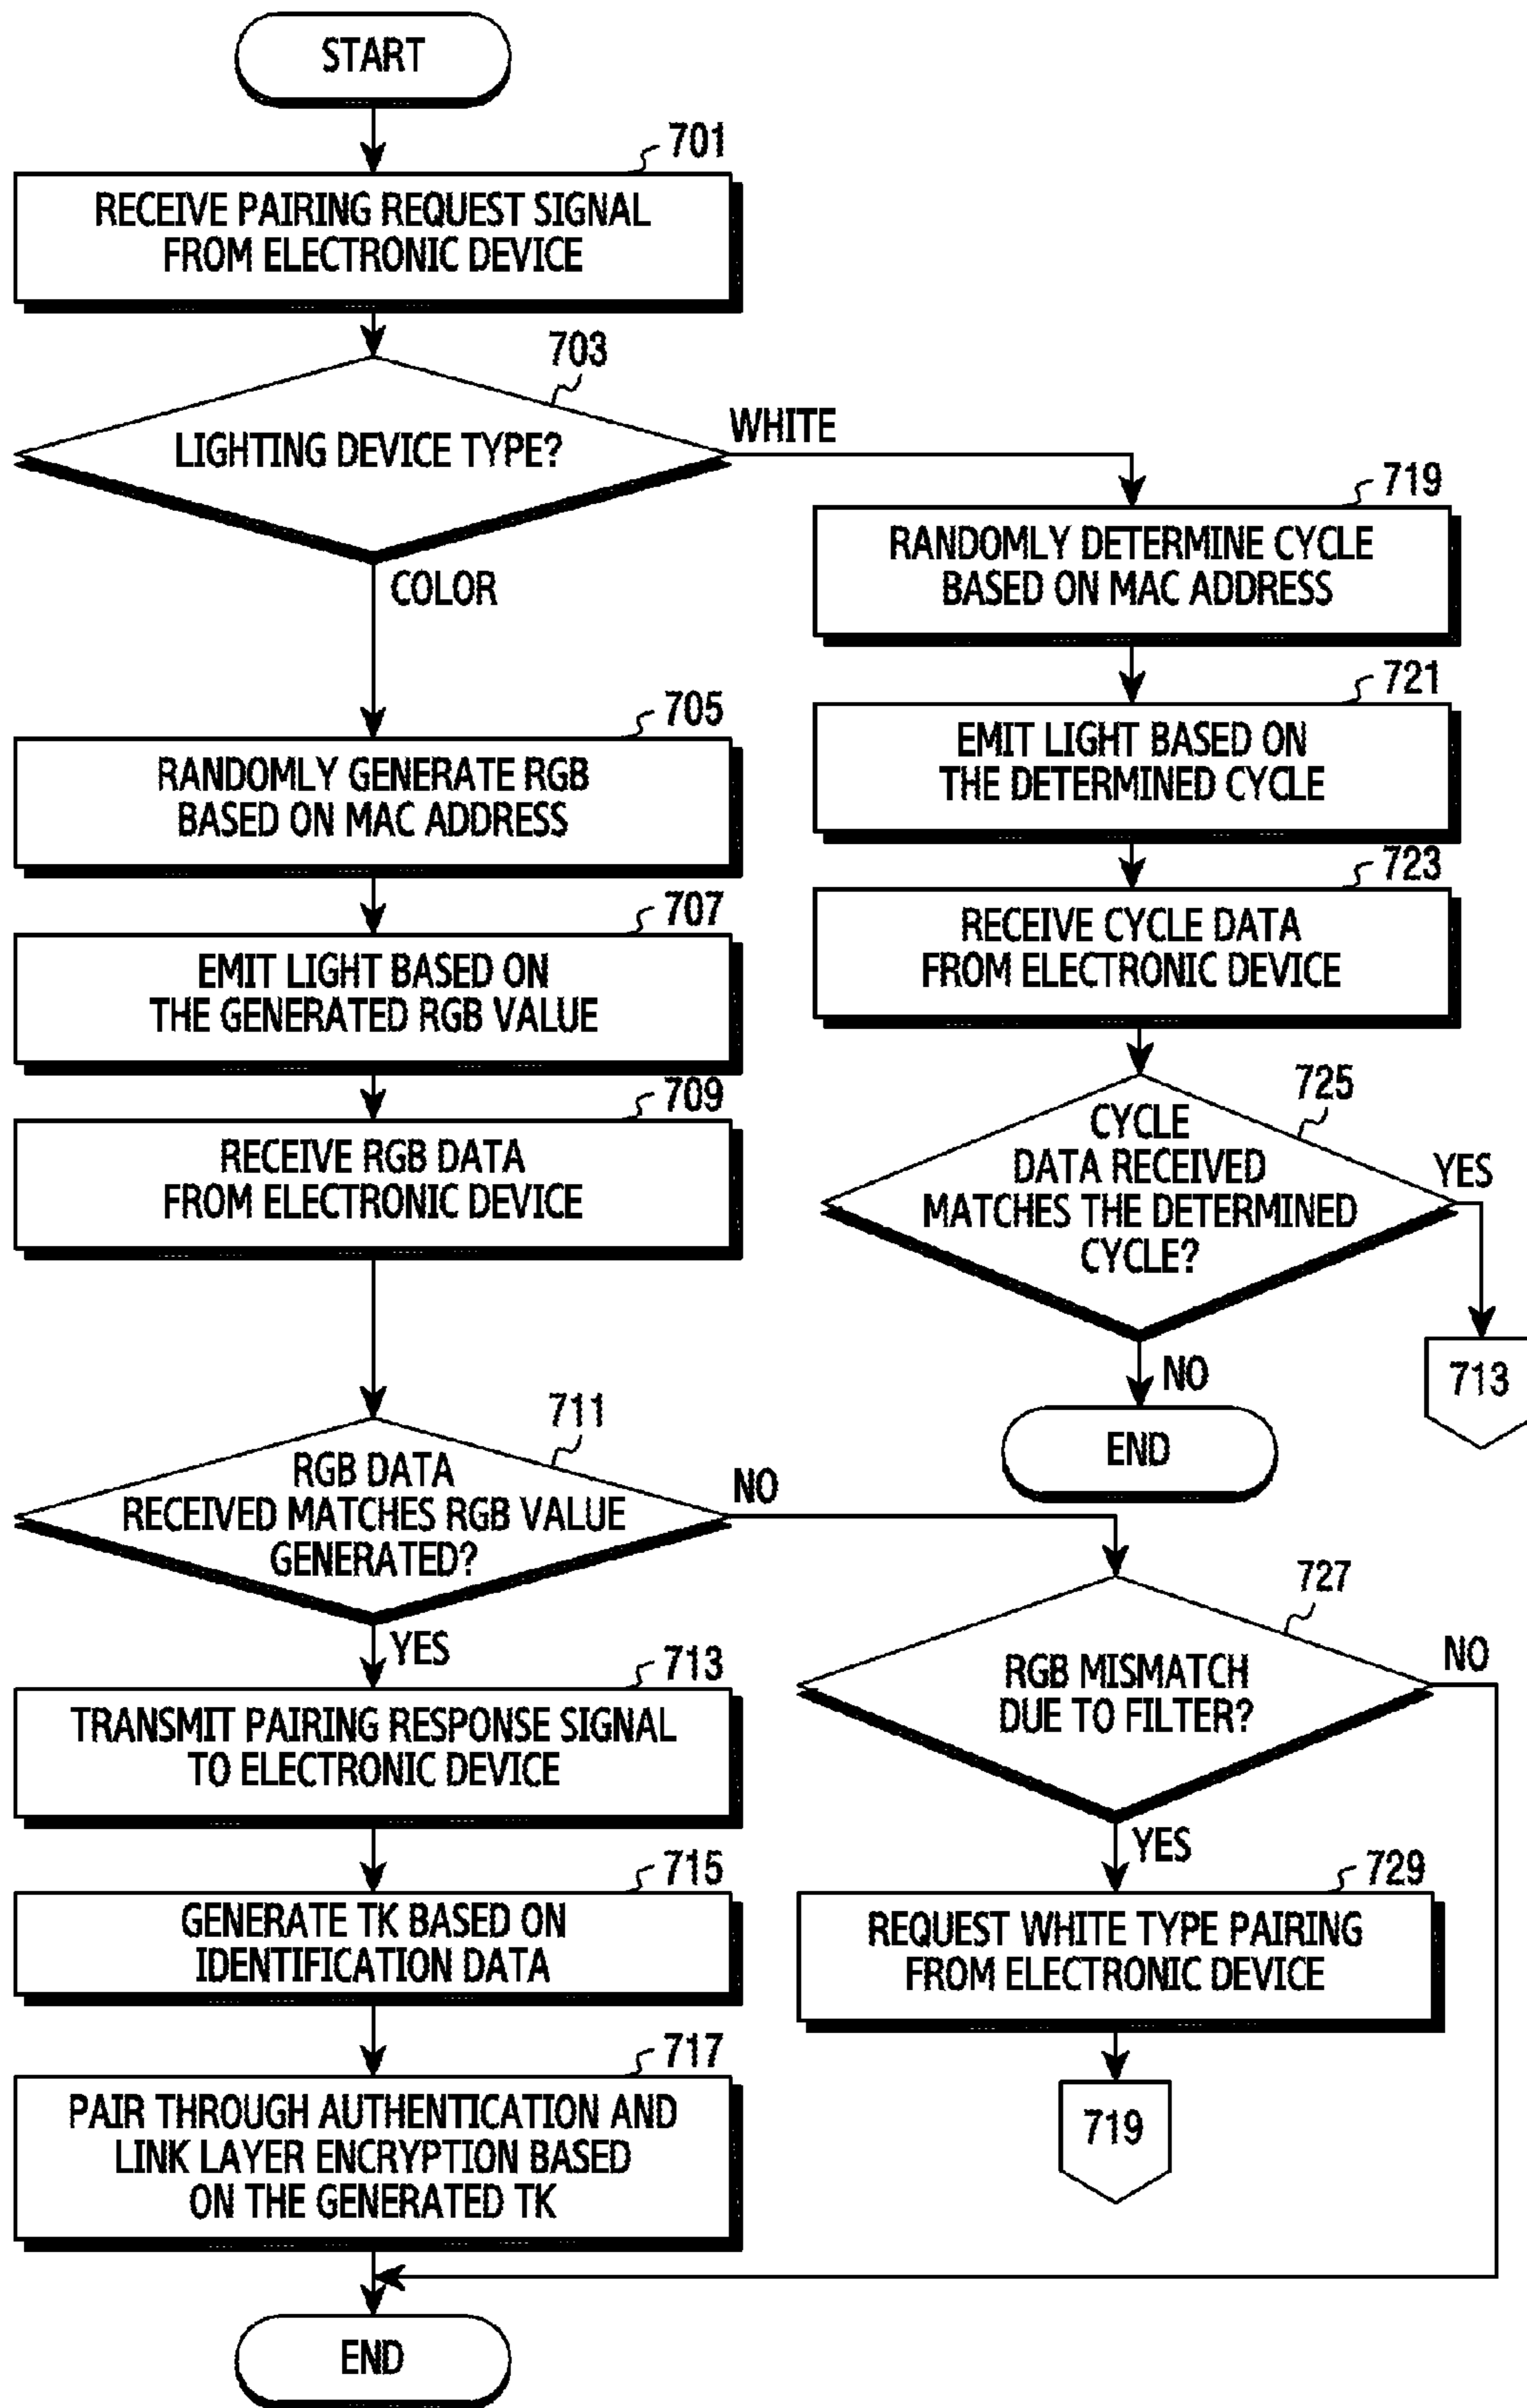 START
701
RECEIVE PAIRING REQUEST SIGNAL
FROM ELECTRONIC DEVICE
703
LIGHTING DEVICE TYPE?
WHITE
COLOR
719
RANDOMLY DETERMINE CYCLE
BASED ON MAC ADDRESS
721
EMIT LIGHT BASED ON
THE DETERMINED CYCLE
723
RECEIVE CYCLE DATA
FROM ELECTRONIC DEVICE
725
CYCLE
DATA RECEIVED
MATCHES THE DETERMINED
CYCLE?
YES
713
NO
END
705
RANDOMLY GENERATE RGB
BASED ON MAC ADDRESS
707
EMIT LIGHT BASED ON
THE GENERATED RGB VALUE
709
RECEIVE RGB DATA
FROM ELECTRONIC DEVICE
711
RGB DATA
RECEIVED MATCHES RGB VALUE
GENERATED?
NO
YES
713
TRANSMIT PAIRING RESPONSE SIGNAL
TO ELECTRONIC DEVICE
715
GENERATE TK BASED ON
IDENTIFICATION DATA
717
PAIR THROUGH AUTHENTICATION AND
LINK LAYER ENCRYPTION BASED
ON THE GENERATED TK
727
RGB MISMATCH
DUE TO FILTER?
NO
YES
729
REQUEST WHITE TYPE PAIRING
FROM ELECTRONIC DEVICE
719
END